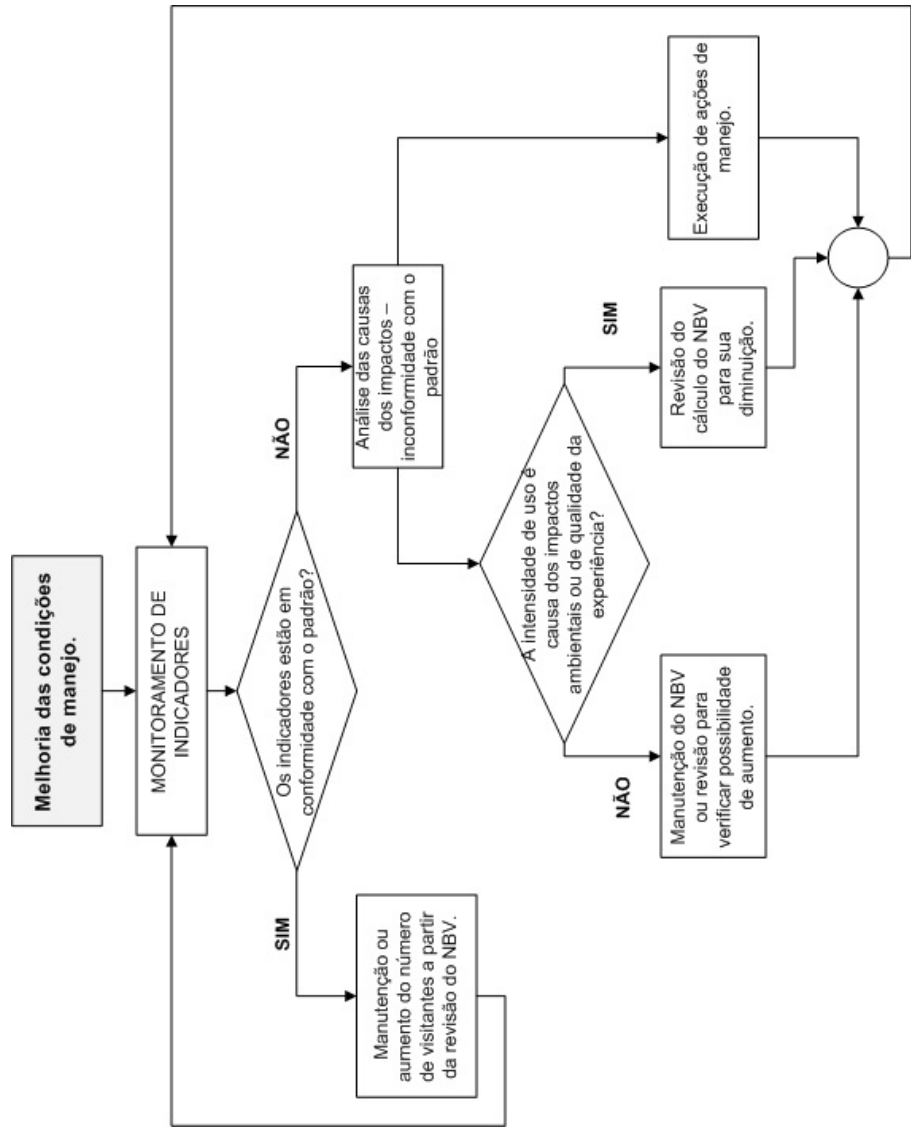 Melhoria das condições
de manejo.
MONITORAMENTO DE
INDICADORES
Os indicadores estão em
conformidade com o padrão?
SIM
NÃO
Manutenção ou
aumento do número
de visitantes a partir
da revisão do NBV.
Análise das causas
dos impactos –
inconformidade com o
padrão
A intensidade de uso é
causa dos impactos
ambientais ou de qualidade da
experiência?
NÃO
SIM
Manutenção do NBV
ou revisão para
verificar possibilidade
de aumento.
Revisão do
cálculo do NBV
para sua
diminuição.
Execução de ações de
manejo.